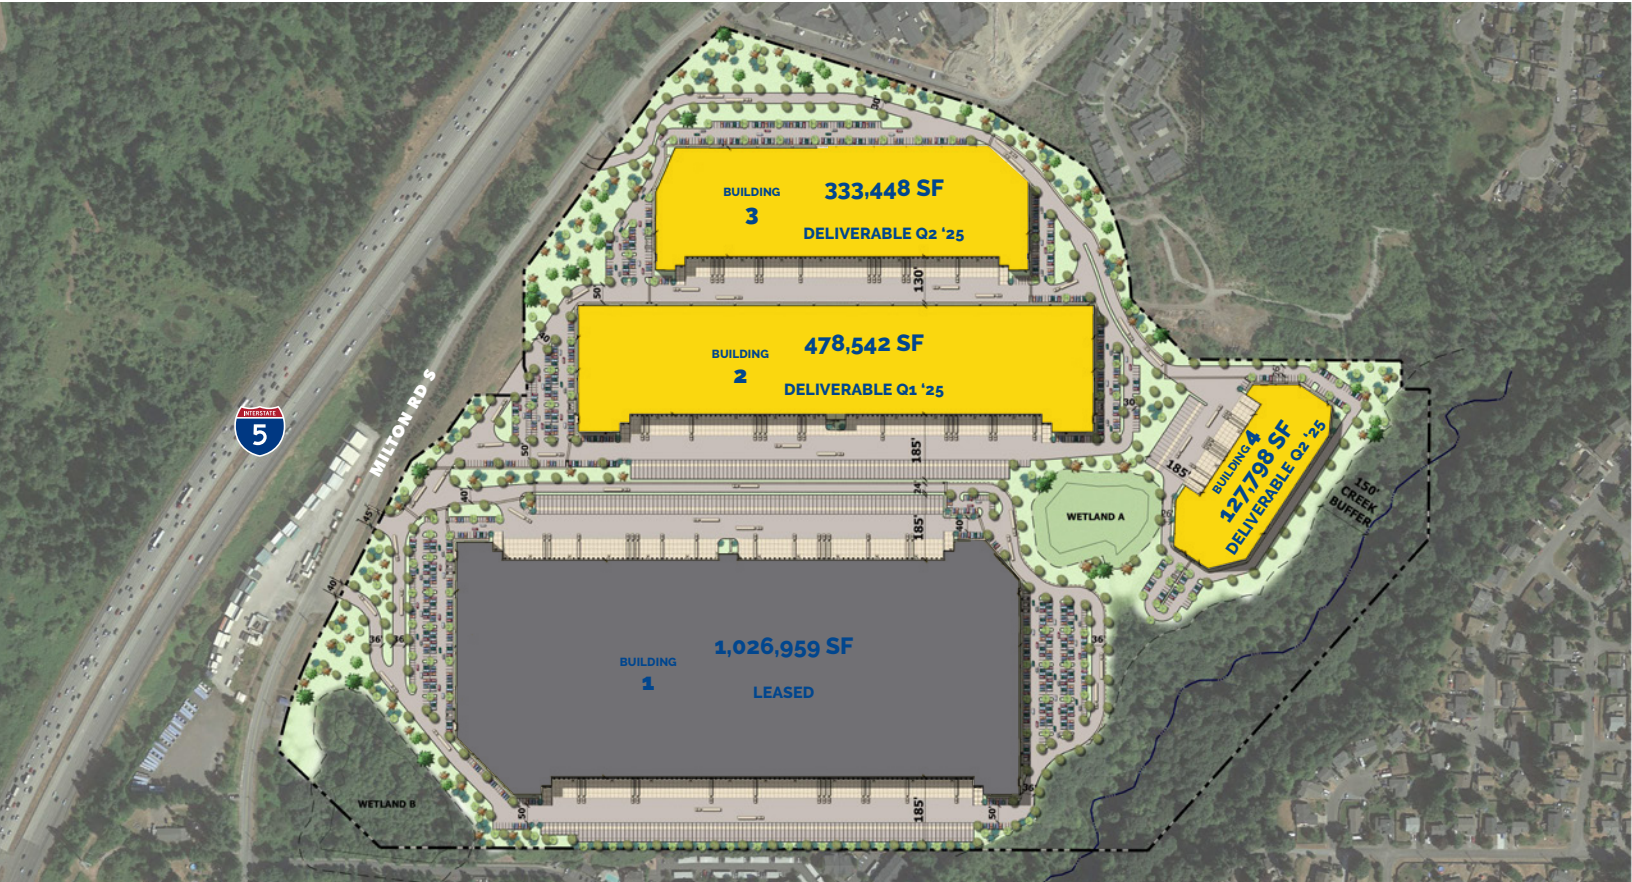 30'
BUILDING
3
333,448 SF
DELIVERABLE Q2 '25
50'
130'
40
BUILDING
2
478,542 SF
DELIVERABLE Q1 '25
26'
30
MILTON RD S
INTERSTATE
5
50'
185'
185'
BUILDING 4
127,798 SF
DELIVERABLE Q2 '25
150'
CREEK
BUFFER
40'
24'
45'
185'
40'
WETLAND A
26'
40'
36'
36
36'
BUILDING
1
1,026,959 SF
LEASED
36'
WETLAND B
50'
185'
50'